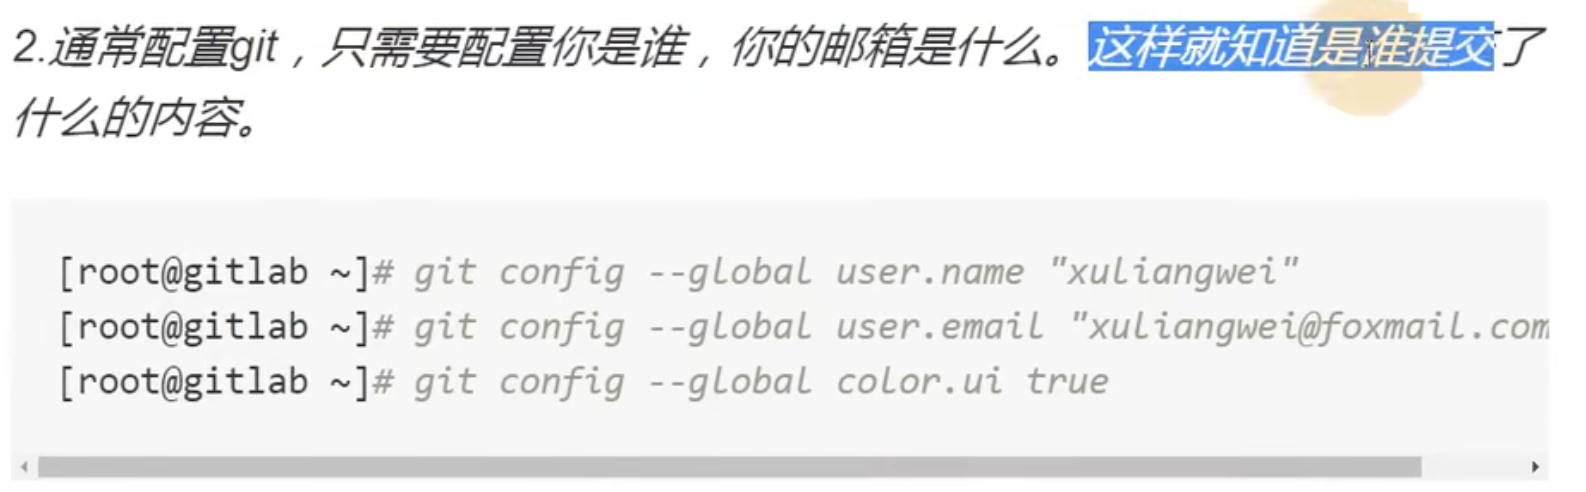 2.通常配置git，只需要配置你是谁，你的邮箱是什么。这样就知道是谁提交了
什么的内容。
[root@gitlab ~]# git config --global user.name "xuliangwei"
[root@gitlab ~]# git config --global user.email "xuliangwei@foxmail.com
[root@gitlab ~]# git config --global color.ui true